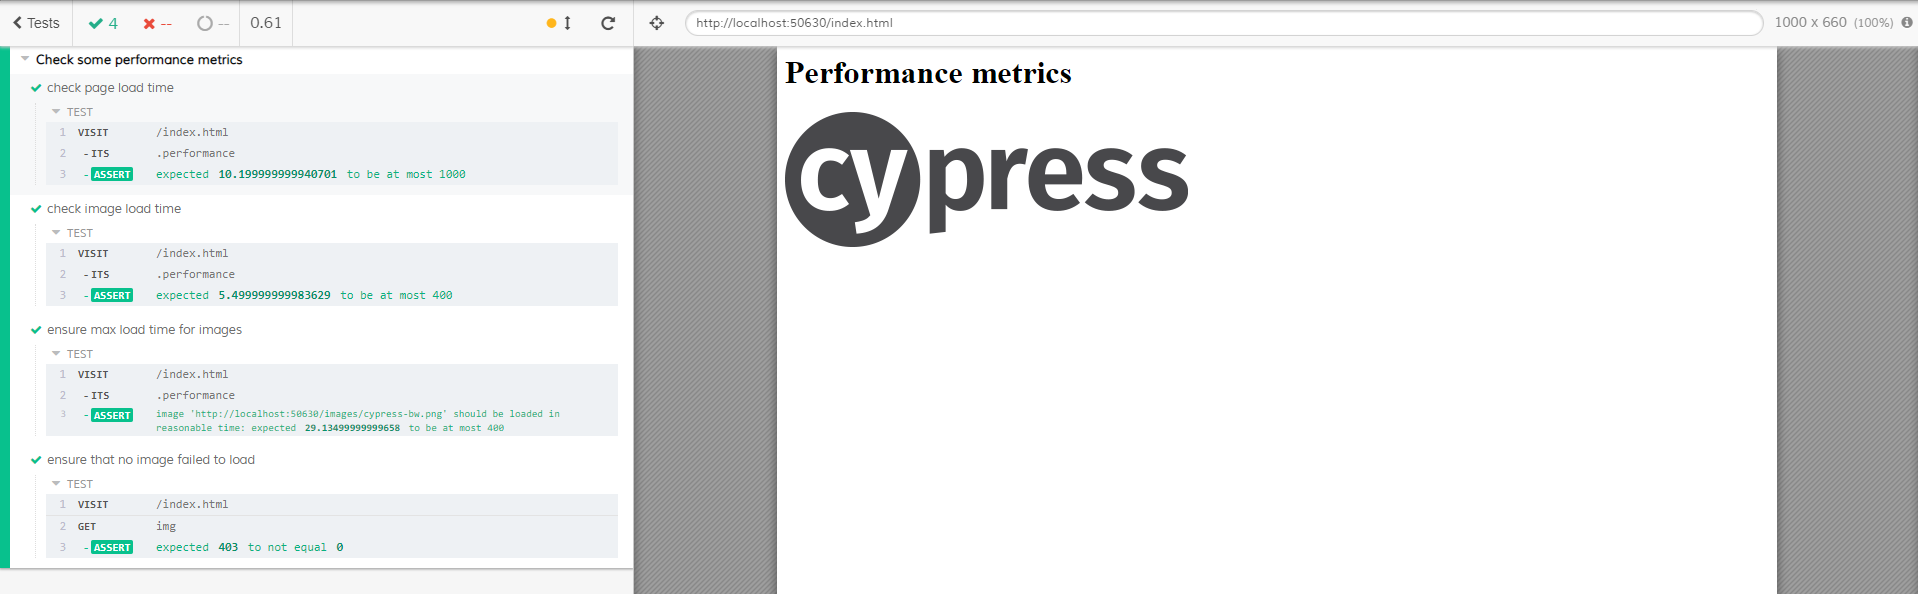 Tests 4 -- -- 0.61
http://localhost:50630/index.html 1000 x 660 (100%)
Check some performance metrics
check page load time
TEST
1 VISIT /index.html
2 - ITS .performance
3 - ASSERT expected 10.199999999940701 to be at most 1000
check image load time
TEST
1 VISIT /index.html
2 - ITS .performance
3 - ASSERT expected 5.499999999983629 to be at most 400
ensure max load time for images
TEST
1 VISIT /index.html
2 - ITS .performance
3 - ASSERT image 'http://localhost:50630/images/cypress-bw.png' should be loaded in
reasonable time: expected 29.13499999999658 to be at most 400
ensure that no image failed to load
TEST
1 VISIT /index.html
2 GET img
3 - ASSERT expected 403 to not equal 0
Performance metrics
cypress